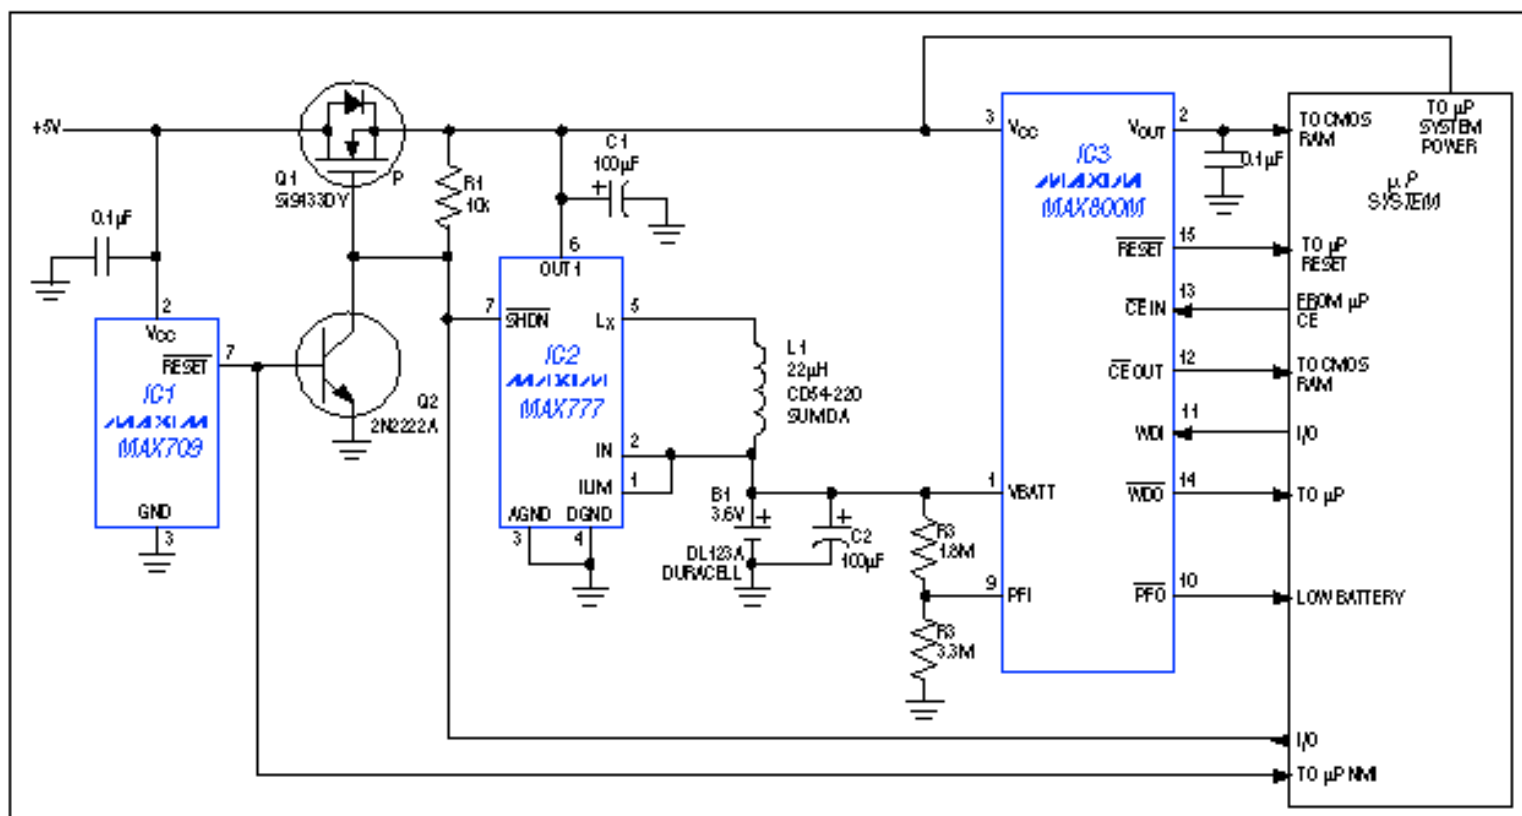 +5V
Q1
Si9433DY
P
R1
10k
C1
100µF
0.1µF
2
VCC
RESET
7
IC1
MAXIM
MAX709
GND
3
Q2
2N2222A
6
OUT1
7
SHDN
LX
5
IC2
MAXIM
MAX777
IN
2
ILIM
1
AGND
DGND
3
4
L1
22µH
CD54-220
SUMIDA
B1
3.6V
DL123A
DURACELL
C2
100µF
R3
1.8M
R3
3.3M
3
VCC
VOUT
2
IC3
MAXIM
MAX800M
0.1µF
RESET
15
CE IN
13
CE OUT
12
WDI
11
1
VBATT
WDO
14
9
PFI
PFO
10
TO CMOS
RAM
TO µP
SYSTEM
POWER
µP
SYSTEM
TO µP
RESET
FROM µP
CE
TO CMOS
RAM
I/O
TO µP
LOW BATTERY
I/O
TO µP NMI